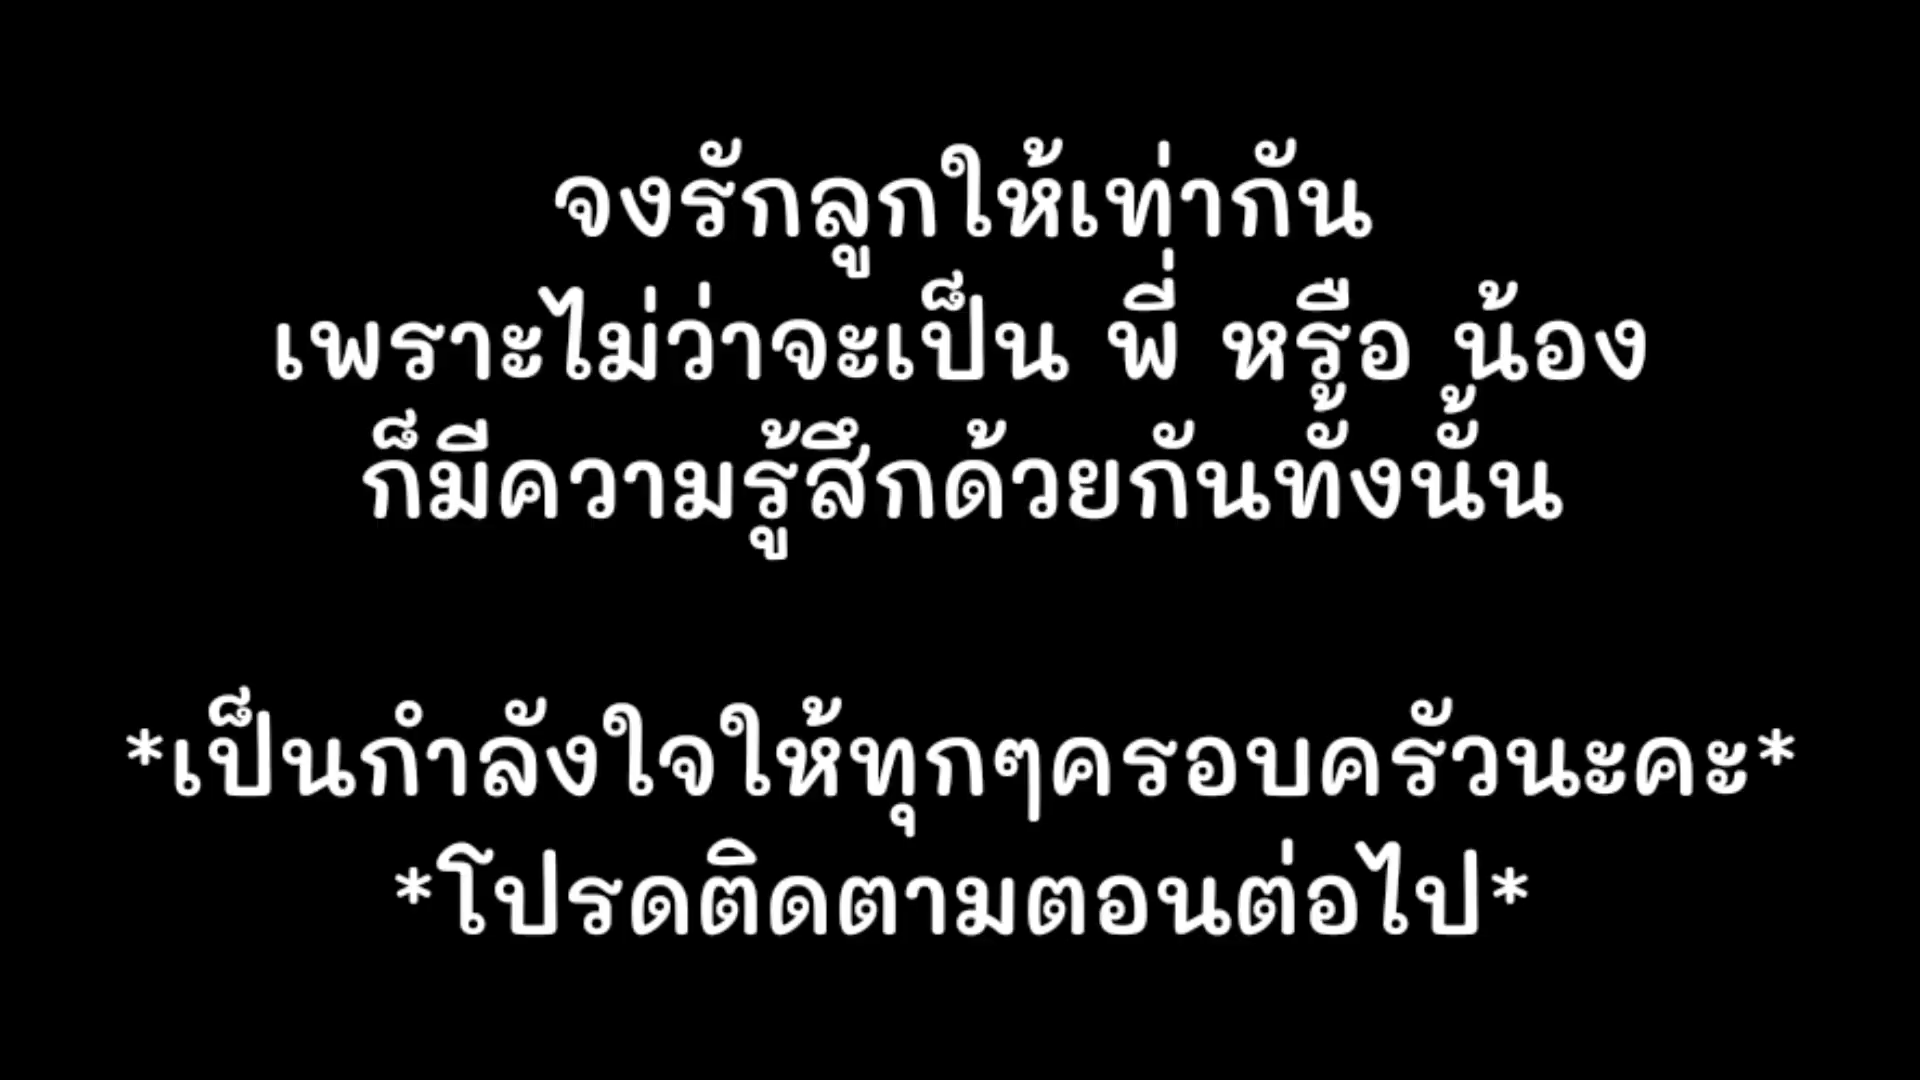 จงรักลูกให้เท่ากัน
เพราะไม่ว่าจะเป็น พี่ หรือ น้อง
ก็มีความรู้สึกด้วยกันทั้งนั้น
*เป็นกำลังใจให้ทุกๆครอบครัวนะคะ*
*โปรดติดตามตอนต่อไป*